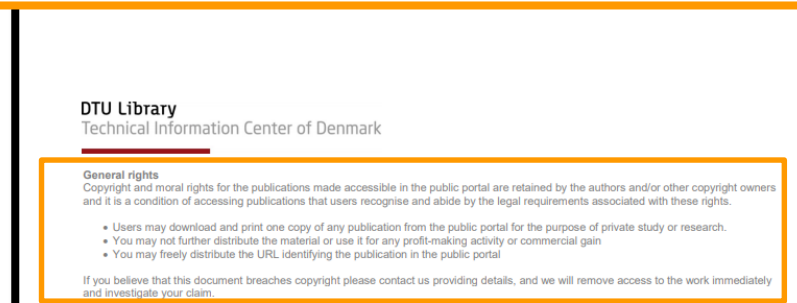 DTU Library
Technical Information Center of Denmark
General rights
Copyright and moral rights for the publications made accessible in the public portal are retained by the authors and/or other copyright owners
and it is a condition of accessing publications that users recognise and abide by the legal requirements associated with these rights.
• Users may download and print one copy of any publication from the public portal for the purpose of private study or research.
• You may not further distribute the material or use it for any profit-making activity or commercial gain
• You may freely distribute the URL identifying the publication in the public portal
If you believe that this document breaches copyright please contact us providing details, and we will remove access to the work immediately
and investigate your claim.